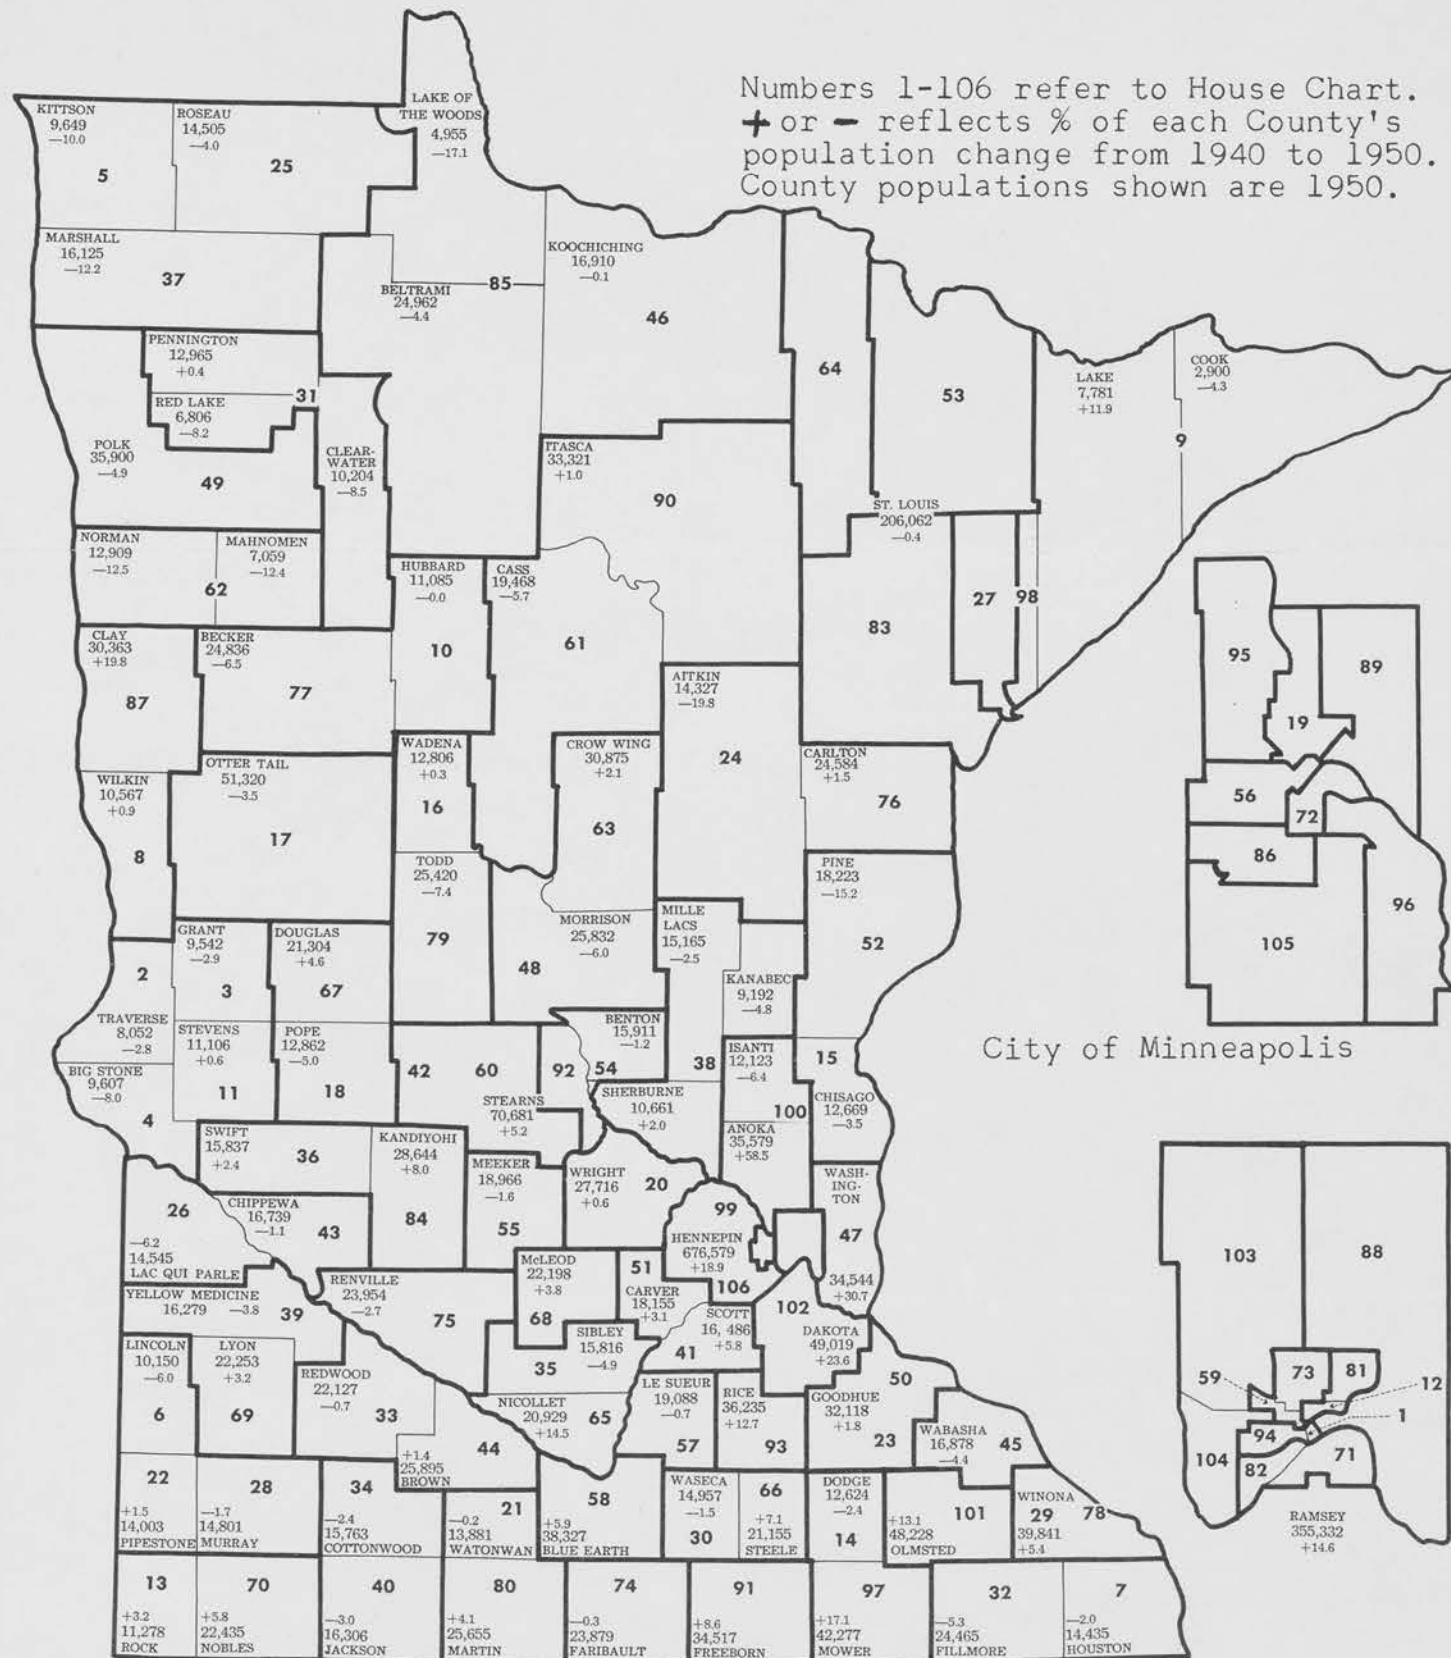 Numbers 1-106 refer to House Chart.
+ or - reflects % of each County's
population change from 1940 to 1950.
County populations shown are 1950.
KITTSON
9,649
—10.0
5
ROSEAU
14,505
—4.0
25
LAKE OF
THE WOODS
4,955
—17.1
MARSHALL
16,125
—12.2
37
KOOCHICHING
16,910
—0.1
46
BELTRAMI
24,962
—4.4
85
PENNINGTON
12,965
+0.4
31
RED LAKE
6,806
—8.2
POLK
35,900
—4.9
49
CLEAR-
WATER
10,204
—8.5
64
53
LAKE
7,781
+11.9
COOK
2,900
—4.3
9
ITASCA
33,321
+1.0
90
ST. LOUIS
206,062
—0.4
27
98
83
NORMAN
12,909
—12.5
MAHNOMEN
7,059
—12.4
62
HUBBARD
11,085
—0.0
10
CASS
19,468
—5.7
61
CLAY
30,363
+19.8
87
BECKER
24,836
—6.5
77
AITKIN
14,327
—19.8
24
WADENA
12,806
+0.3
16
CROW WING
30,875
+2.1
63
CARLTON
24,584
+1.5
76
WILKIN
10,567
+0.9
8
OTTER TAIL
51,320
—3.5
17
TODD
25,420
—7.4
79
PINE
18,223
—15.2
52
MORRISON
25,832
—6.0
48
MILLE
LACS
15,165
—2.5
38
KANABEC
9,192
—4.8
GRANT
9,542
—2.9
3
DOUGLAS
21,304
+4.6
67
2
TRAVERSE
8,052
—2.8
STEVENS
11,106
+0.6
11
POPE
12,862
—5.0
18
BENTON
15,911
—1.2
54
42
60
92
STEARNS
70,681
+5.2
ISANTI
12,123
—6.4
100
15
CHISAGO
12,669
—3.5
BIG STONE
9,607
—8.0
4
SHERBURNE
10,661
+2.0
ANOKA
35,579
+58.5
SWIFT
15,837
+2.4
36
KANDIYOHI
28,644
+8.0
84
MEEKER
18,966
—1.6
55
WRIGHT
27,716
+0.6
20
WASH-
ING-
TON
47
34,544
+30.7
26
—6.2
14,545
LAC QUI PARLE
CHIPPEWA
16,739
—1.1
43
99
HENNEPIN
676,579
+18.9
106
McLEOD
22,198
+3.8
68
51
CARVER
18,155
+3.1
YELLOW MEDICINE
16,279 —3.8
39
RENVILLE
23,954
—2.7
75
SCOTT
16, 486
+5.8
41
102
DAKOTA
49,019
+23.6
SIBLEY
15,816
—4.9
35
LINCOLN
10,150
—6.0
6
LYON
22,253
+3.2
69
REDWOOD
22,127
—0.7
33
NICOLLET
20,929
+14.5
65
LE SUEUR
19,088
—0.7
57
RICE
36,235
+12.7
93
GOODHUE
32,118
+1.8
23
50
WABASHA
16,878
—4.4
45
44
+1.4
25,895
BROWN
22
+1.5
14,003
PIPESTONE
28
—1.7
14,801
MURRAY
34
—2.4
15,763
COTTONWOOD
21
—0.2
13,881
WATONWAN
58
+5.9
38,327
BLUE EARTH
WASECA
14,957
—1.5
30
66
+7.1
21,155
STEELE
DODGE
12,624
—2.4
14
101
+13.1
48,228
OLMSTED
WINONA
29
39,841
+5.4
78
13
+3.2
11,278
ROCK
70
+5.8
22,435
NOBLES
40
—3.0
16,306
JACKSON
80
+4.1
25,655
MARTIN
74
—0.3
23,879
FARIBAULT
91
+8.6
34,517
FREEBORN
97
+17.1
42,277
MOWER
32
—5.3
24,465
FILLMORE
7
—2.0
14,435
HOUSTON
95
19
89
56
72
86
105
96
City of Minneapolis
103
88
59
73
81
12
1
94
104
82
71
RAMSEY
355,332
+14.6